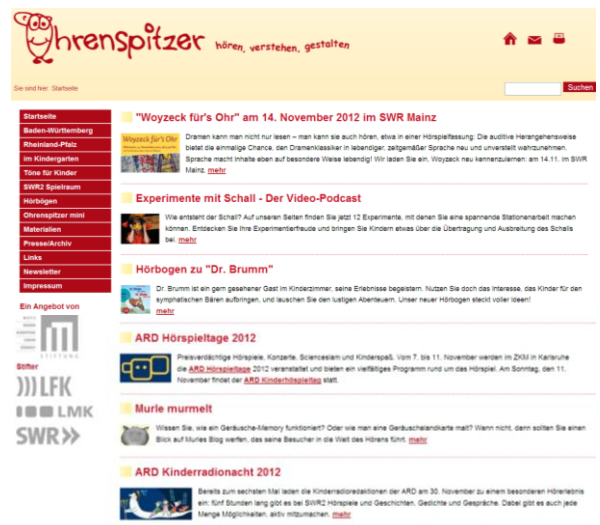 Ohrenspitzer hören, verstehen, gestalten
Sie sind hier: Startseite
Suchen
Startseite
Baden-Württemberg
Rheinland-Pfalz
im Kindergarten
Töne für Kinder
SWR2 Spielraum
Hörbögen
Ohrenspitzer mini
Materialien
Presse/Archiv
Links
Newsletter
Impressum
Ein Angebot von
STIFTUNG
Stifter
LFK
LMK
SWR
"Woyzeck für's Ohr" am 14. November 2012 im SWR Mainz
Woyzeck für's Ohr
Dramen kann man nicht nur lesen – man kann sie auch hören, etwa in einer Hörspielfassung: Die auditive Herangehensweise
bietet die einmalige Chance, den Dramenklassiker in lebendiger, zeitgemäßer Sprache neu und unverstellt wahrzunehmen.
Sprache macht Inhalte eben auf besondere Weise lebendig! Wir laden Sie ein, Woyzeck neu kennenzulernen: am 14.11. im SWR
Mainz. mehr
Experimente mit Schall - Der Video-Podcast
Wie entsteht der Schall? Auf unseren Seiten finden Sie jetzt 12 Experimente, mit denen Sie eine spannende Stationenarbeit machen
können. Entdecken Sie Ihre Experimentierfreude und bringen Sie Kindern etwas über die Übertragung und Ausbreitung des Schalls
bei. mehr
Hörbogen zu "Dr. Brumm"
Dr. Brumm ist ein gern gesehener Gast im Kinderzimmer, seine Erlebnisse begeistern. Nutzen Sie doch das Interesse, das Kinder für den
symphatischen Bären aufbringen, und lauschen Sie den lustigen Abenteuern. Unser neuer Hörbogen steckt voller Ideen!
mehr
ARD Hörspieltage 2012
Preisverdächtige Hörspiele, Konzerte, Scienceslam und Kinderspaß. Vom 7. bis 11. November werden im ZKM in Karlsruhe
die ARD Hörspieltage 2012 veranstaltet und bieten ein vielfältiges Programm rund um das Hörspiel. Am Sonntag, den 11.
November findet der ARD Kinderhörspieltag statt.
Murle murmelt
Wissen Sie, wie ein Geräusche-Memory funktioniert? Oder wie man eine Geräuschelandkarte malt? Wenn nicht, dann sollten Sie einen
Blick auf Murles Blog werfen, das seine Besucher in die Welt des Hörens führt. mehr
ARD Kinderradionacht 2012
Bereits zum sechsten Mal laden die Kinderradioredaktionen der ARD am 30. November zu einem besonderen Hörerlebnis
ein: fünf Stunden lang gibt es bei SWR2 Hörspiele und Geschichten, Gedichte und Gespräche. Dabei gibt es auch jede
Menge Möglichkeiten, aktiv mitzumachen. mehr